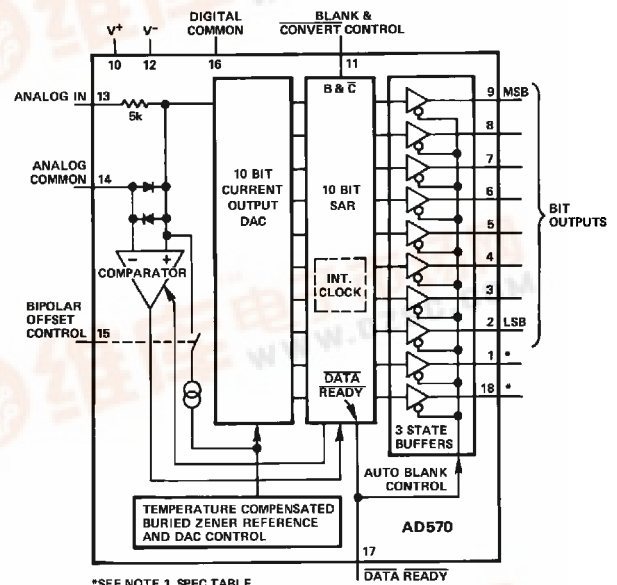 DIGITAL COMMON
BLANK & CONVERT CONTROL
V+
V-
10
12
16
11
ANALOG IN
13
5k
ANALOG COMMON
14
B & C
10 BIT CURRENT OUTPUT DAC
10 BIT SAR
INT. CLOCK
DATA READY
COMPARATOR
-
+
BIPOLAR OFFSET CONTROL
15
9 MSB
8
7
6
5
4
3
2 LSB
1 *
18 *
BIT OUTPUTS
3 STATE BUFFERS
AUTO BLANK CONTROL
TEMPERATURE COMPENSATED
BURIED ZENER REFERENCE
AND DAC CONTROL
AD570
17
DATA READY
*SEE NOTE 1, SPEC TABLE